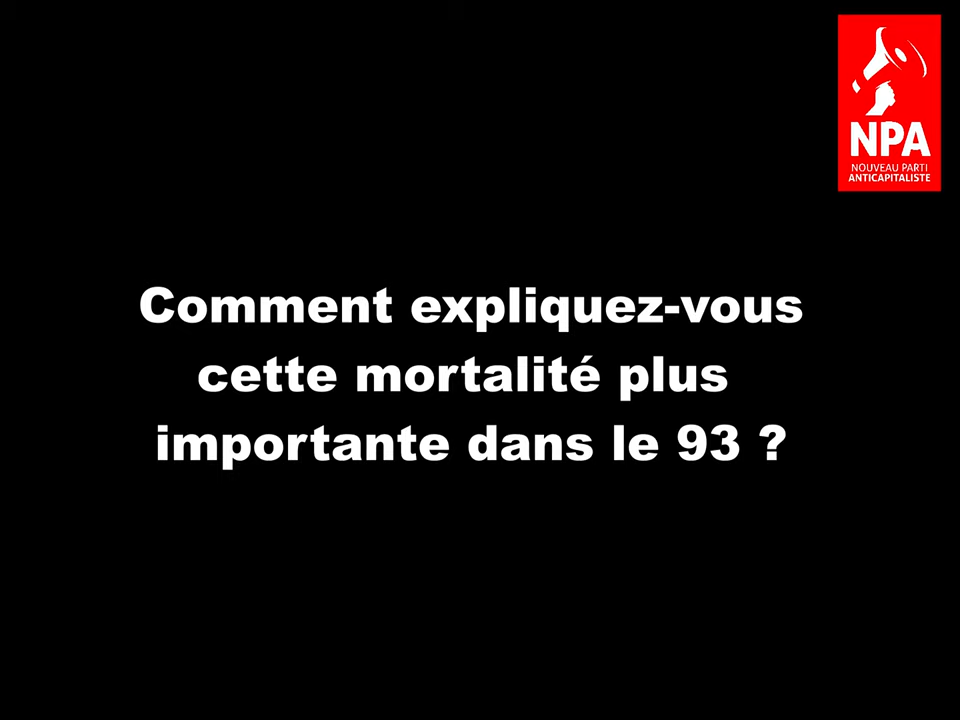 NPA
NOUVEAU PARTI
ANTICAPITALISTE
Comment expliquez-vous
cette mortalité plus
importante dans le 93 ?